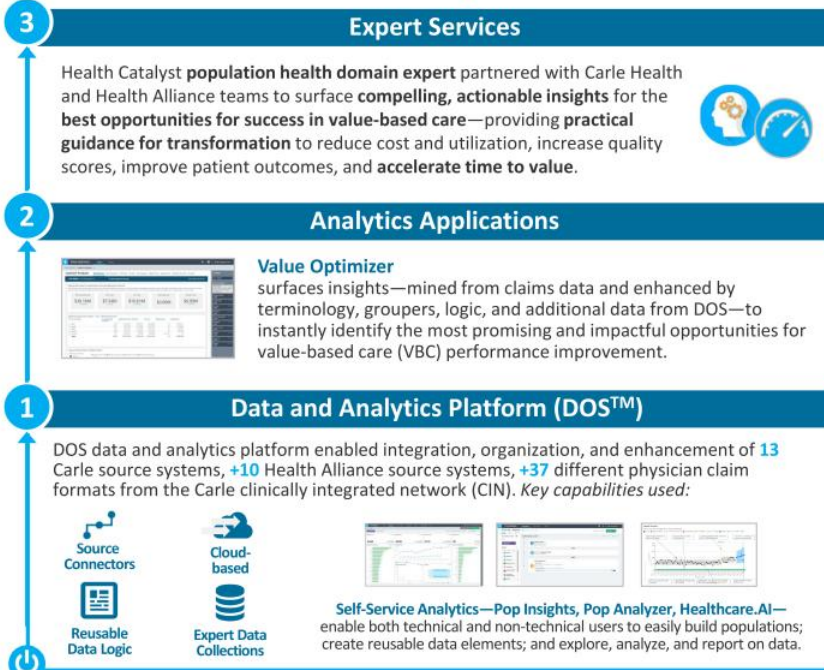 3
Expert Services
Health Catalyst population health domain expert partnered with Carle Health
and Health Alliance teams to surface compelling, actionable insights for the
best opportunities for success in value-based care—providing practical
guidance for transformation to reduce cost and utilization, increase quality
scores, improve patient outcomes, and accelerate time to value.
2
Analytics Applications
Value Optimizer
surfaces insights—mined from claims data and enhanced by
terminology, groupers, logic, and additional data from DOS—to
instantly identify the most promising and impactful opportunities for
value-based care (VBC) performance improvement.
1
Data and Analytics Platform (DOS™)
DOS data and analytics platform enabled integration, organization, and enhancement of 13
Carle source systems, +10 Health Alliance source systems, +37 different physician claim
formats from the Carle clinically integrated network (CIN). Key capabilities used:
Source
Connectors
Cloud-
based
Reusable
Data Logic
Expert Data
Collections
Self-Service Analytics—Pop Insights, Pop Analyzer, Healthcare.AI—
enable both technical and non-technical users to easily build populations;
create reusable data elements; and explore, analyze, and report on data.